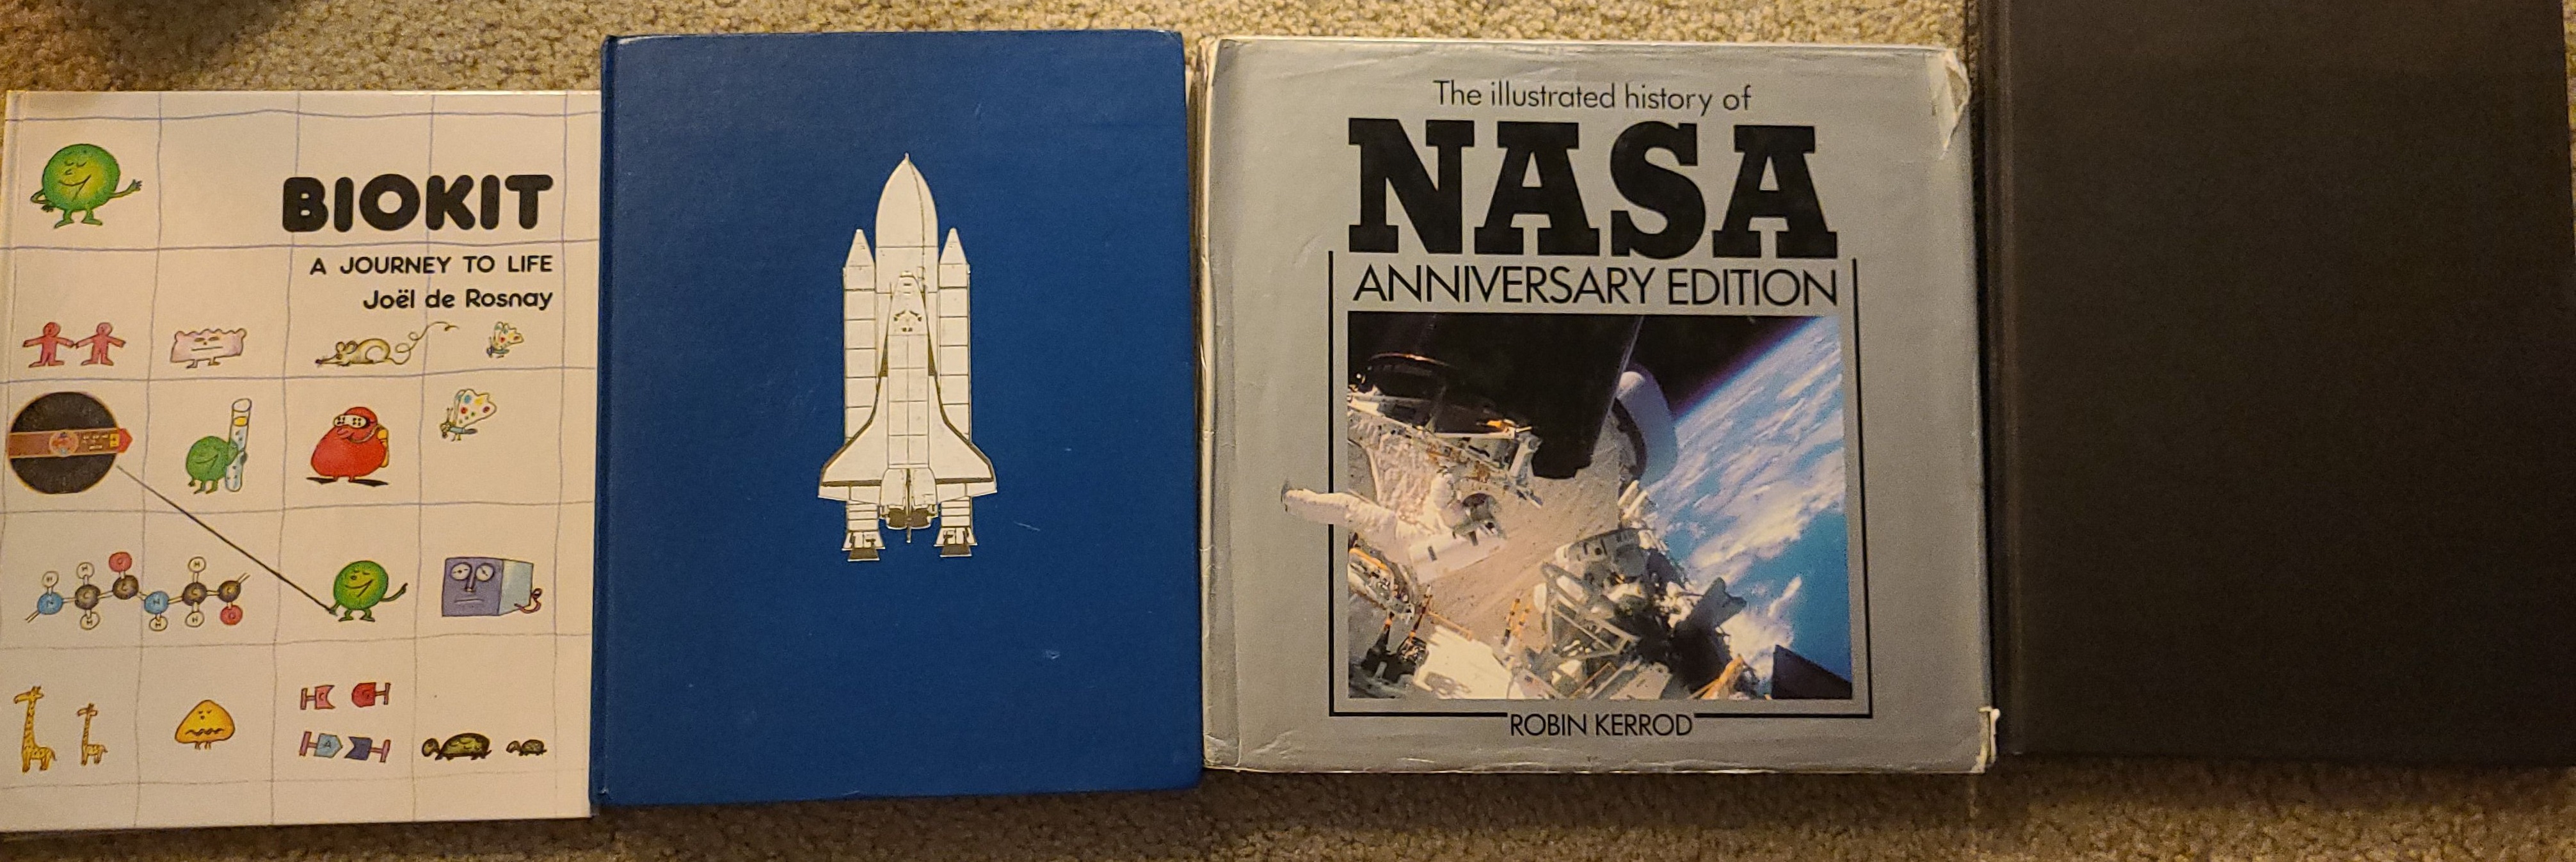 BIOKIT
A JOURNEY TO LIFE
Joël de Rosnay
The illustrated history of
NASA
ANNIVERSARY EDITION
ROBIN KERROD